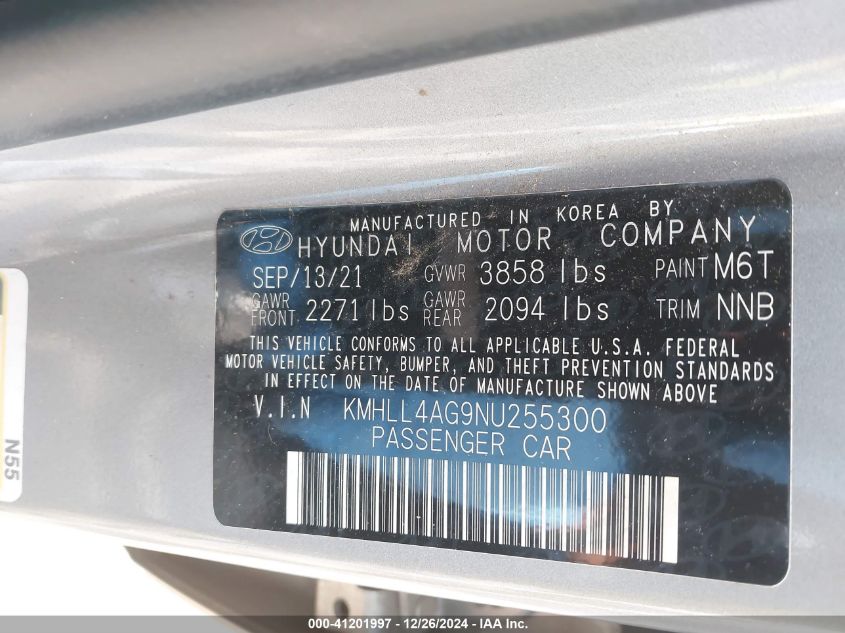 MANUFACTURED IN KOREA BY
HYUNDAI MOTOR COMPANY
SEP/13/21 GVWR 3858 lbs PAINT M6T
GAWR FRONT 2271 lbs GAWR REAR 2094 lbs TRIM NNB
THIS VEHICLE CONFORMS TO ALL APPLICABLE U.S.A. FEDERAL
MOTOR VEHICLE SAFETY, BUMPER, AND THEFT PREVENTION STANDARDS
IN EFFECT ON THE DATE OF MANUFACTURE SHOWN ABOVE
V.I.N KMHLL4AG9NU255300
PASSENGER CAR
N55
000-41201997 - 12/26/2024 - IAA Inc.